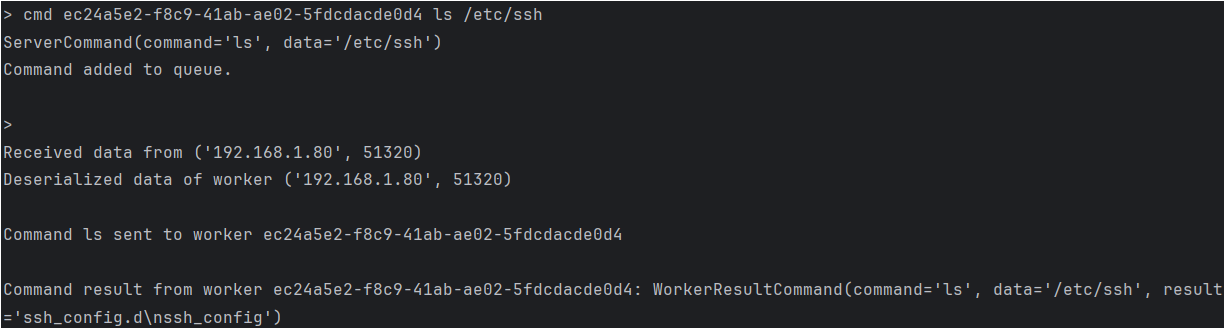 > cmd ec24a5e2-f8c9-41ab-ae02-5fdcdacde0d4 ls /etc/ssh
ServerCommand(command='ls', data='/etc/ssh')
Command added to queue.
>
Received data from ('192.168.1.80', 51320)
Deserialized data of worker ('192.168.1.80', 51320)
Command ls sent to worker ec24a5e2-f8c9-41ab-ae02-5fdcdacde0d4
Command result from worker ec24a5e2-f8c9-41ab-ae02-5fdcdacde0d4: WorkerResultCommand(command='ls', data='/etc/ssh', result
='ssh_config.d\nssh_config')